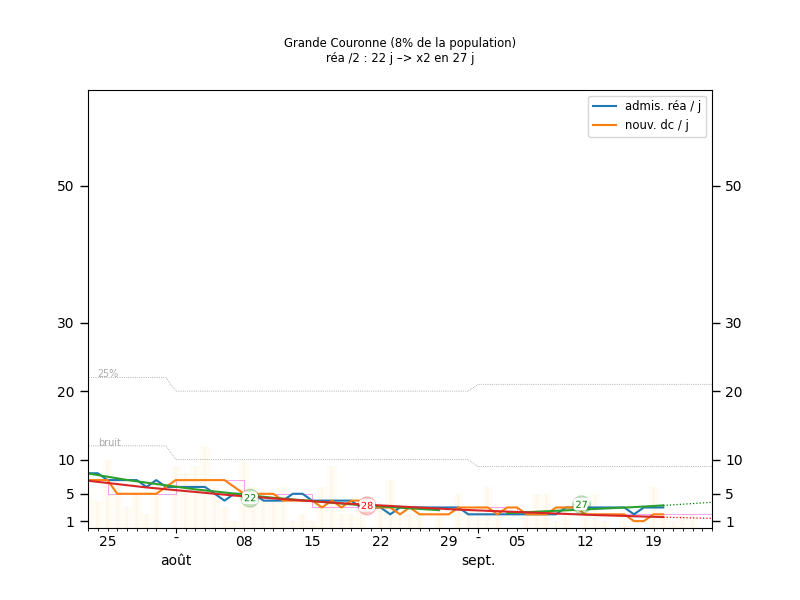 Grande Couronne (8% de la population)
réa /2 : 22 j –> x2 en 27 j
admis. réa / j
nouv. dc / j
50 50
30 30
25%
20 20
bruit
10 10
5 22 28 27 5
1 1
25 - 08 15 22 29 - 05 12 19
août sept.